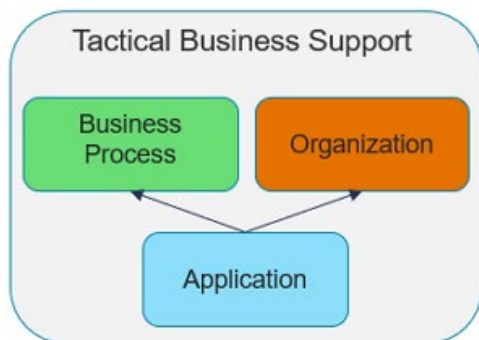 Tactical Business Support
Business
Process
Organization
Application